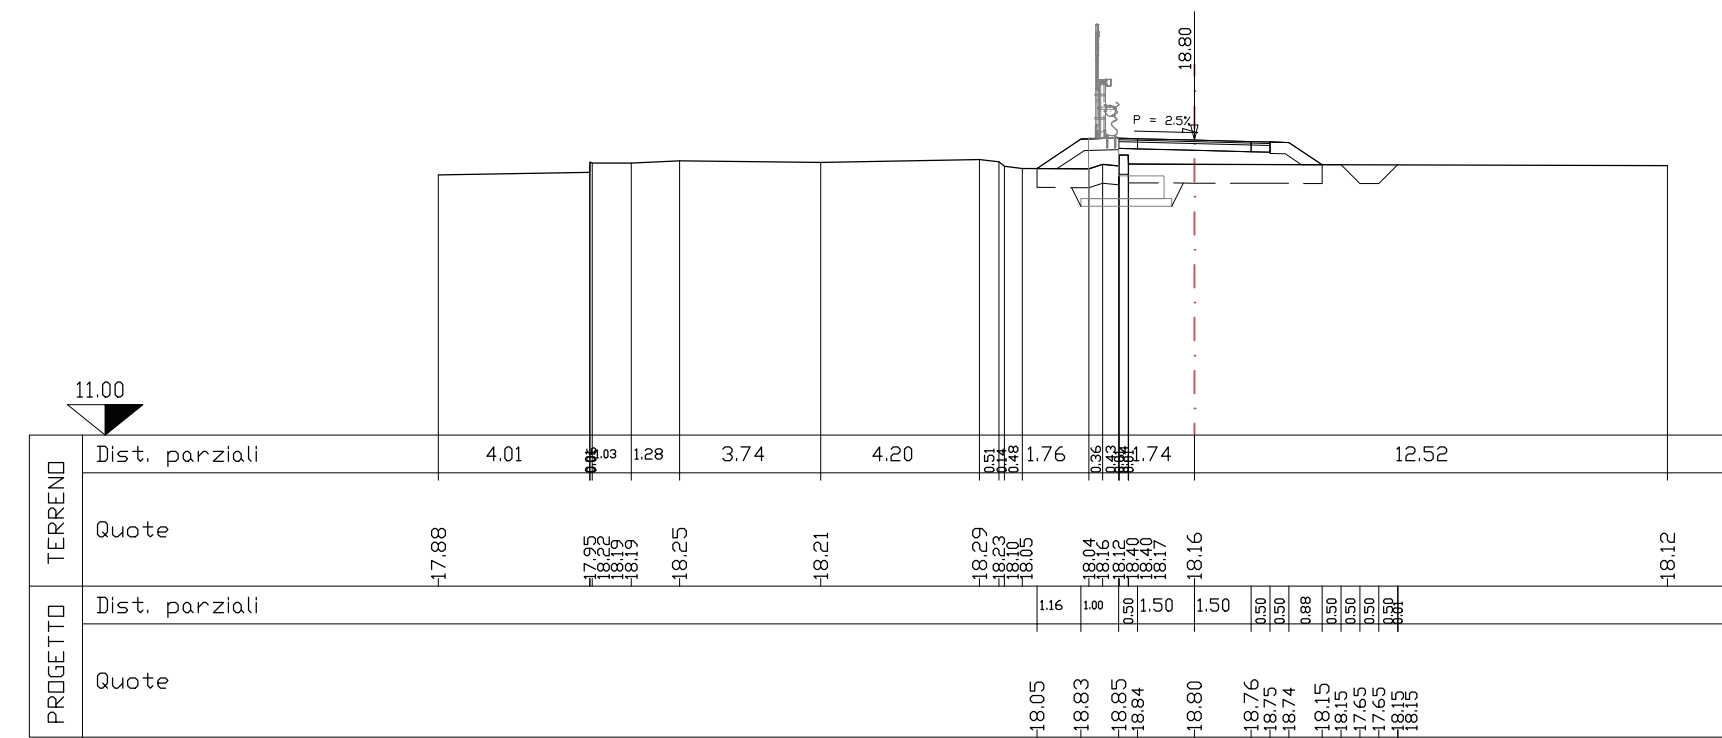 18.80
P = 2.5%
11.00
TERRENO
Dist. parziali
4.01 1.03 1.28 3.74 4.20 0.51 0.14 0.48 1.76 0.36 0.43 0.01 1.74 12.52
Quote
17.88 17.95 18.22 18.19 18.19 18.25 18.21 18.29 18.23 18.10 18.05 18.04 18.16 18.12 18.40 18.40 18.17 18.16 18.12
PROGETTO
Dist. parziali
1.16 1.00 0.50 1.50 1.50 0.50 0.50 0.88 0.50 0.50 0.50 0.50 0.01
Quote
18.05 18.83 18.85 18.84 18.80 18.76 18.75 18.74 18.15 18.15 17.65 17.65 18.15 18.15